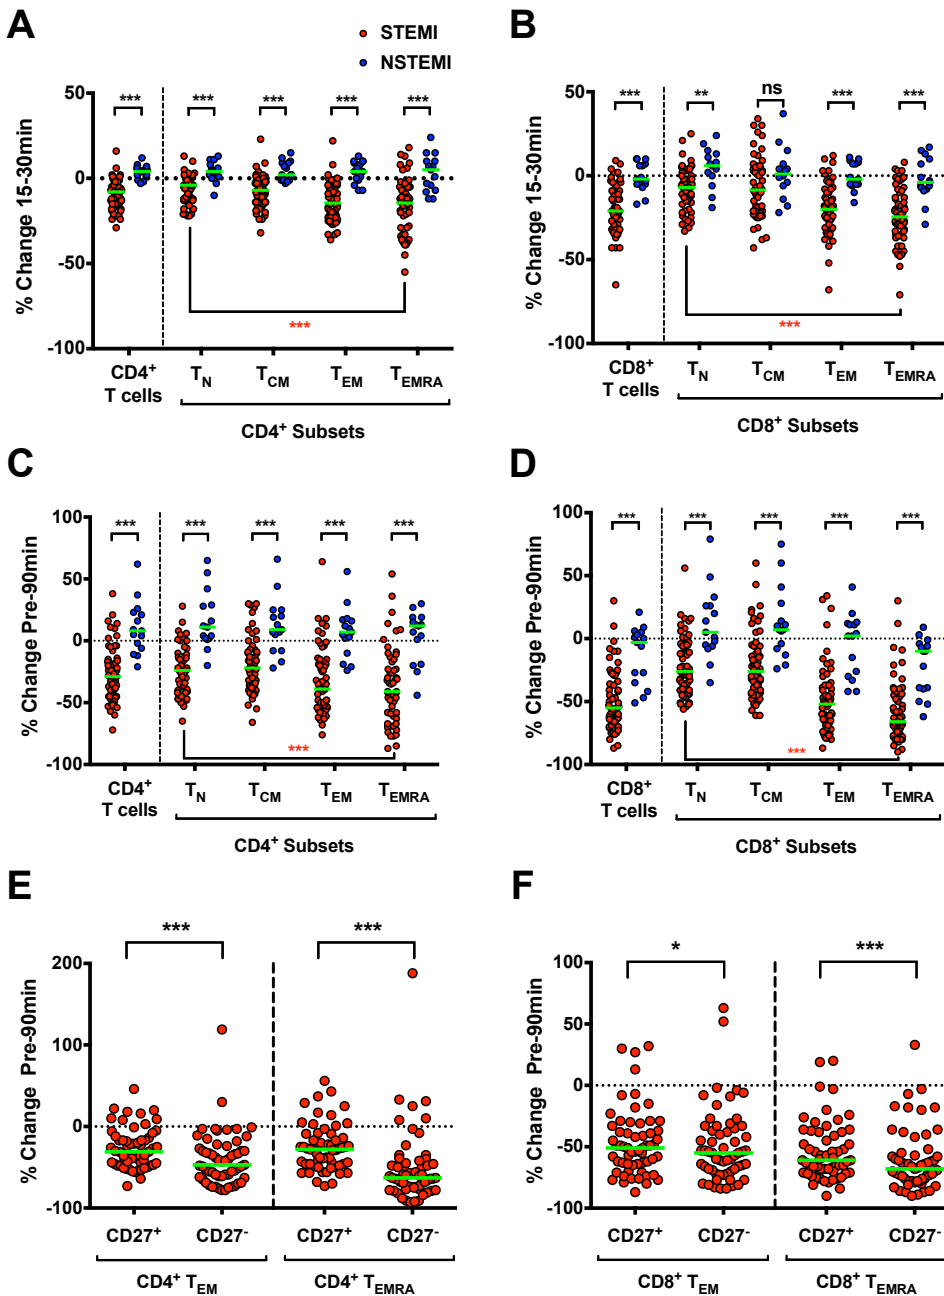 A
B
STEMI
NSTEMI
% Change 15-30min
50
0
-50
-100
*** *** *** *** ***
***
CD4+ T cells
TN TCM TEM TEMRA
CD4+ Subsets
% Change 15-30min
50
0
-50
-100
*** ** ns *** ***
***
CD8+ T cells
TN TCM TEM TEMRA
CD8+ Subsets
C
D
% Change Pre-90min
100
50
0
-50
-100
*** *** *** *** ***
***
CD4+ T cells
TN TCM TEM TEMRA
CD4+ Subsets
% Change Pre-90min
100
50
0
-50
-100
*** *** *** *** ***
***
CD8+ T cells
TN TCM TEM TEMRA
CD8+ Subsets
E
F
% Change Pre-90min
200
100
0
-100
*** ***
CD27+ CD27- CD27+ CD27-
CD4+ TEM CD4+ TEMRA
% Change Pre-90min
100
50
0
-50
-100
* ***
CD27+ CD27- CD27+ CD27-
CD8+ TEM CD8+ TEMRA